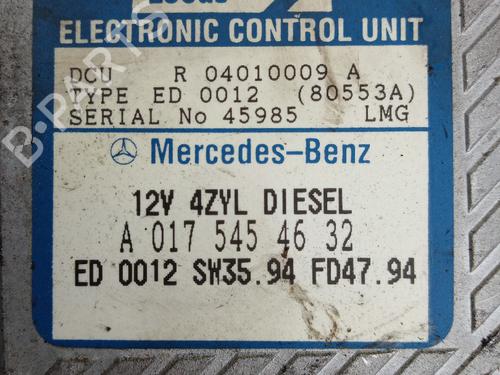 ELECTRONIC CONTROL UNIT
DCU R 04010009 A
TYPE ED 0012 (80553A)
SERIAL No 45985 LMG
Mercedes-Benz
12V 4ZYL DIESEL
A 017 545 46 32
ED 0012 SW35.94 FD47.94
B-PARTS